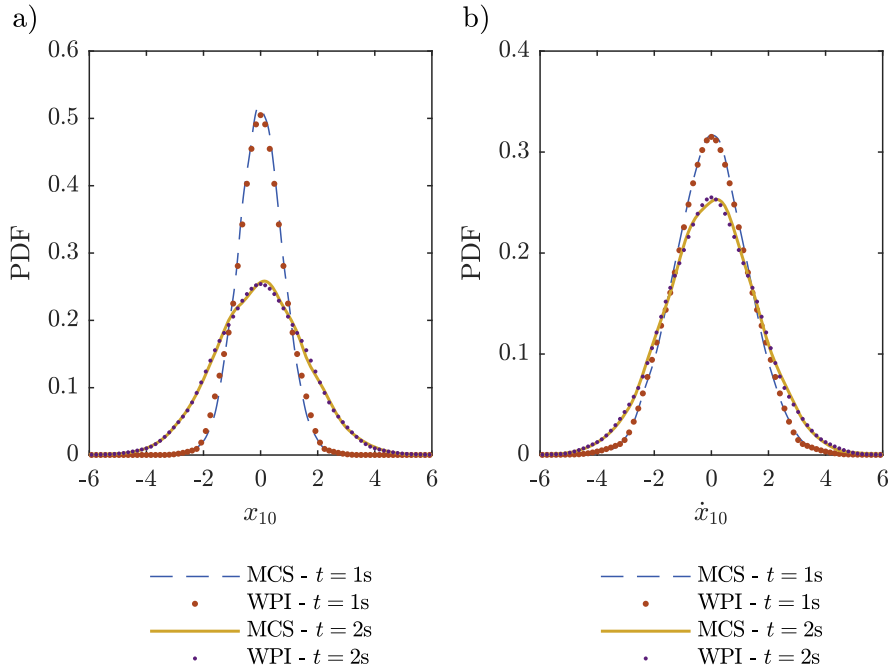 a)
0.6
0.5
0.4
0.3
0.2
0.1
0
PDF
-6 -4 -2 0 2 4 6
x₁₀
MCS - t = 1s
WPI - t = 1s
MCS - t = 2s
WPI - t = 2s
b)
0.4
0.3
0.2
0.1
0
PDF
-6 -4 -2 0 2 4 6
ẋ₁₀
MCS - t = 1s
WPI - t = 1s
MCS - t = 2s
WPI - t = 2s